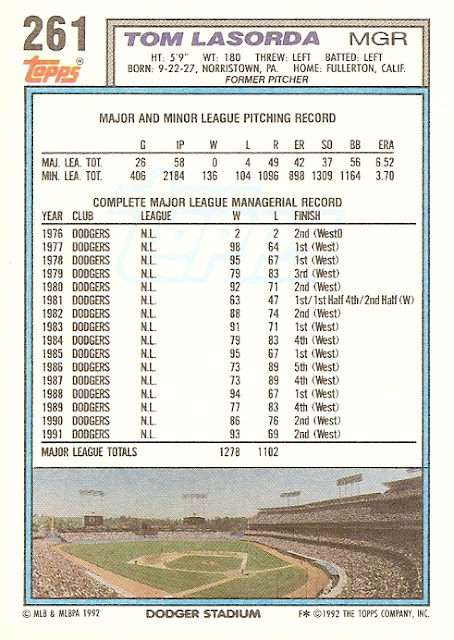 261 TOM LASORDA MGR
Topps®
HT: 5'9" WT: 180 THREW: LEFT BATTED: LEFT
BORN: 9-22-27, NORRISTOWN, PA. HOME: FULLERTON, CALIF.
FORMER PITCHER
MAJOR AND MINOR LEAGUE PITCHING RECORD
G IP W L R ER SO BB ERA
MAJ. LEA. TOT. 26 58 0 4 49 42 37 56 6.52
MIN. LEA. TOT. 406 2184 136 104 1096 898 1309 1164 3.70
COMPLETE MAJOR LEAGUE MANAGERIAL RECORD
YEAR CLUB LEAGUE W L FINISH
1976 DODGERS N.L. 2 2 2nd (West)
1977 DODGERS N.L. 98 64 1st (West)
1978 DODGERS N.L. 95 67 1st (West)
1979 DODGERS N.L. 79 83 3rd (West)
1980 DODGERS N.L. 92 71 2nd (West)
1981 DODGERS N.L. 63 47 1st/1st Half 4th/2nd Half (W)
1982 DODGERS N.L. 88 74 2nd (West)
1983 DODGERS N.L. 91 71 1st (West)
1984 DODGERS N.L. 79 83 4th (West)
1985 DODGERS N.L. 95 67 1st (West)
1986 DODGERS N.L. 73 89 5th (West)
1987 DODGERS N.L. 73 89 4th (West)
1988 DODGERS N.L. 94 67 1st (West)
1989 DODGERS N.L. 77 83 4th (West)
1990 DODGERS N.L. 86 76 2nd (West)
1991 DODGERS N.L. 93 69 2nd (West)
MAJOR LEAGUE TOTALS 1278 1102
© MLB & MLBPA 1992 DODGER STADIUM F* © 1992 THE TOPPS COMPANY, INC.